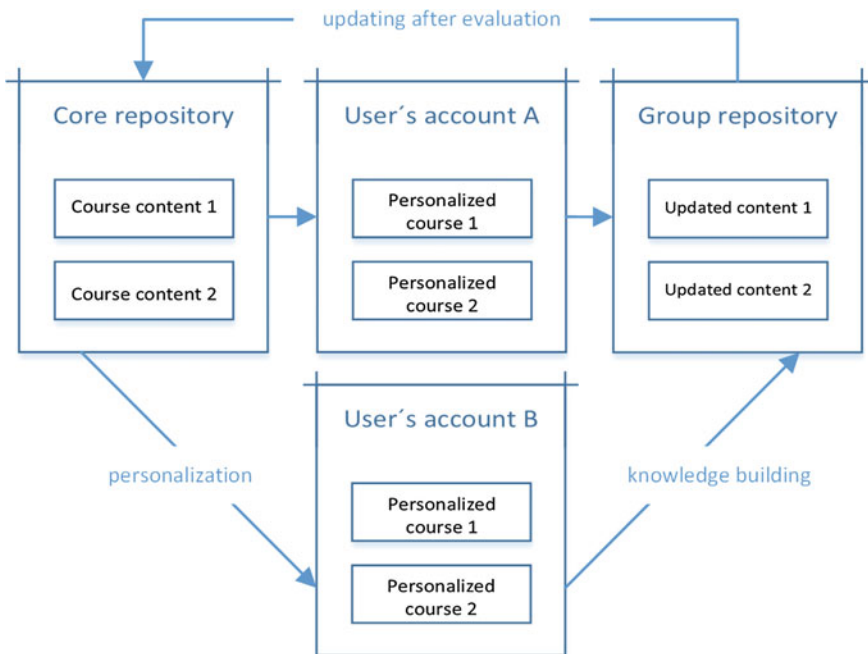 updating after evaluation
Core repository
Course content 1
Course content 2
User´s account A
Personalized
course 1
Personalized
course 2
Group repository
Updated content 1
Updated content 2
personalization
User´s account B
Personalized
course 1
Personalized
course 2
knowledge building